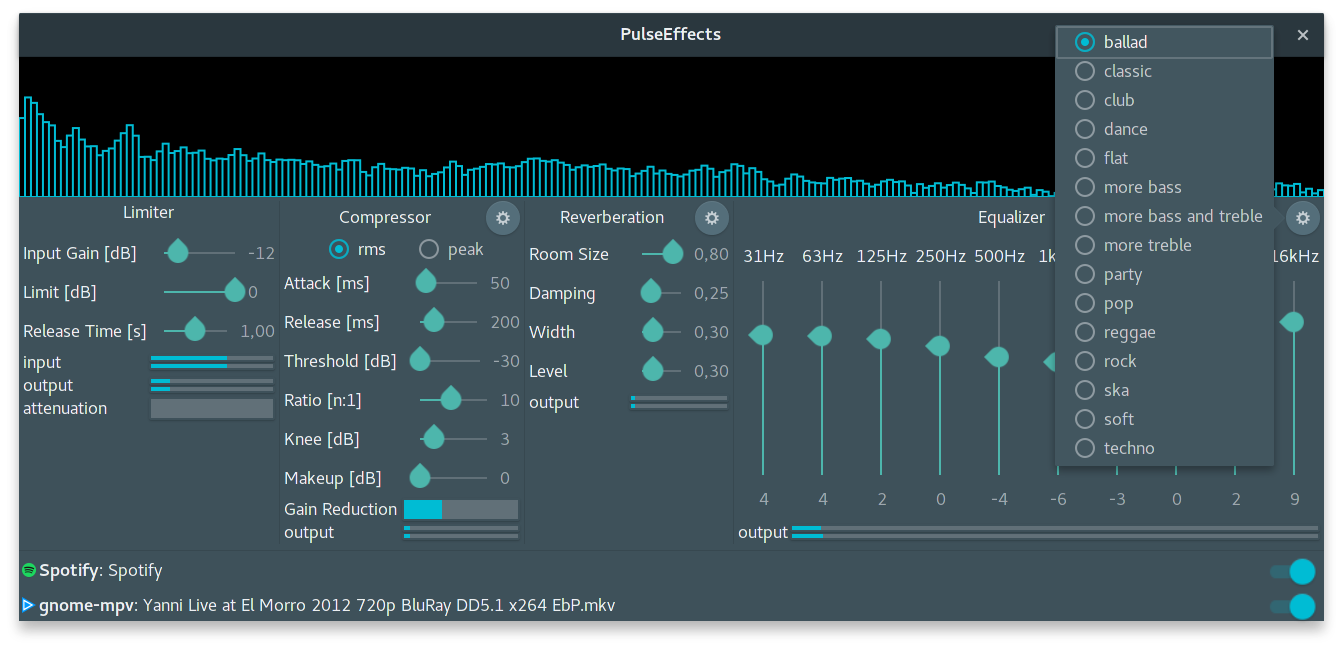 PulseEffects
ballad
classic
club
dance
flat
more bass
more bass and treble
more treble
party
pop
reggae
rock
ska
soft
techno
Limiter
Input Gain [dB] -12
Limit [dB] 0
Release Time [s] 1,00
input
output
attenuation
Compressor
rms peak
Attack [ms] 50
Release [ms] 200
Threshold [dB] -30
Ratio [n:1] 10
Knee [dB] 3
Makeup [dB] 0
Gain Reduction
output
Reverberation
Room Size 0,80
Damping 0,25
Width 0,30
Level 0,30
output
Equalizer
31Hz 63Hz 125Hz 250Hz 500Hz 16kHz
4 4 2 0 -4 -6 -3 0 2 -9
output
Spotify: Spotify
gnome-mpv: Yanni Live at El Morro 2012 720p BluRay DD5.1 x264 EbP.mkv